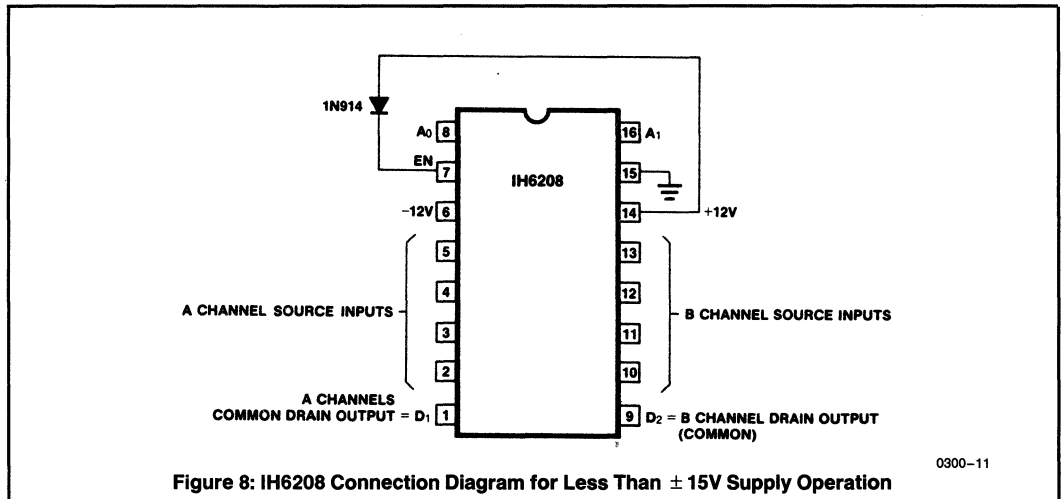 1N914
A0 8
16 A1
EN
7
15
IH6208
-12V 6
14 +12V
5
13
4
12
A CHANNEL SOURCE INPUTS
B CHANNEL SOURCE INPUTS
3
11
2
10
A CHANNELS
COMMON DRAIN OUTPUT = D1 1
9 D2 = B CHANNEL DRAIN OUTPUT
(COMMON)
0300-11
Figure 8: IH6208 Connection Diagram for Less Than ± 15V Supply Operation